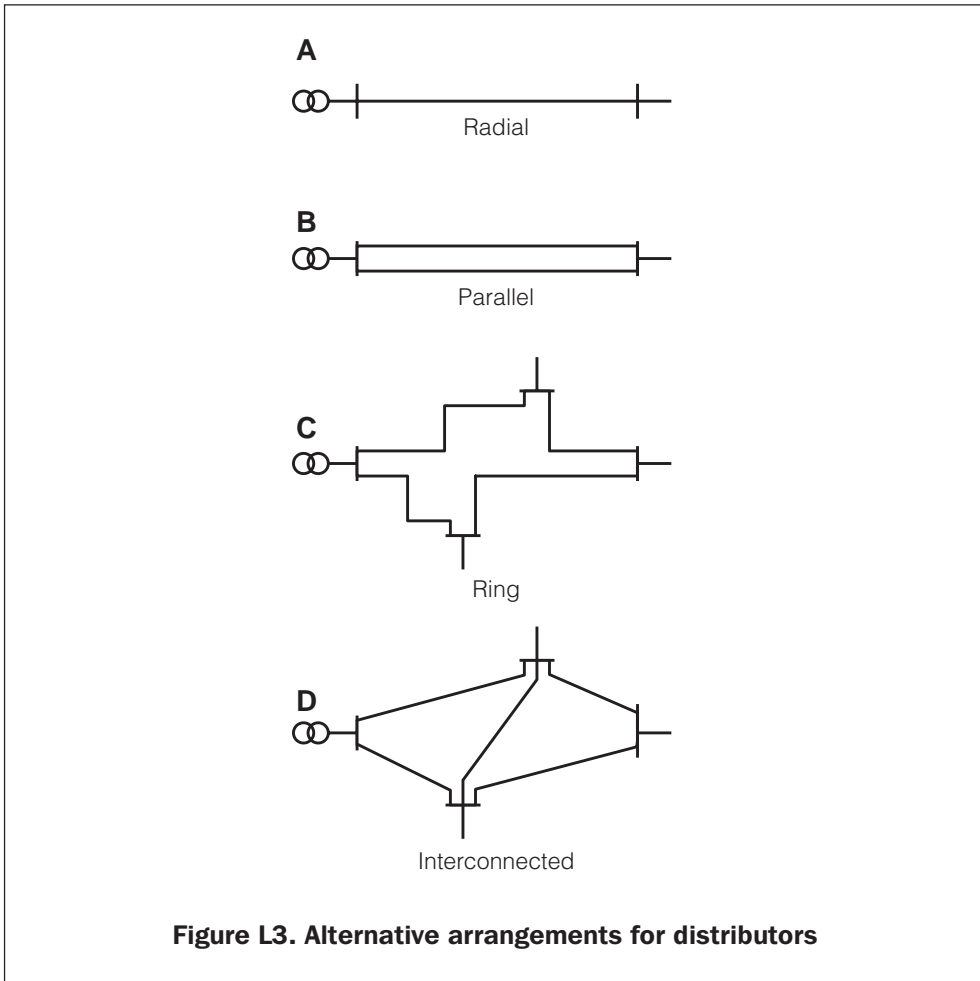 A
Radial
B
Parallel
C
Ring
D
Interconnected
Figure L3. Alternative arrangements for distributors